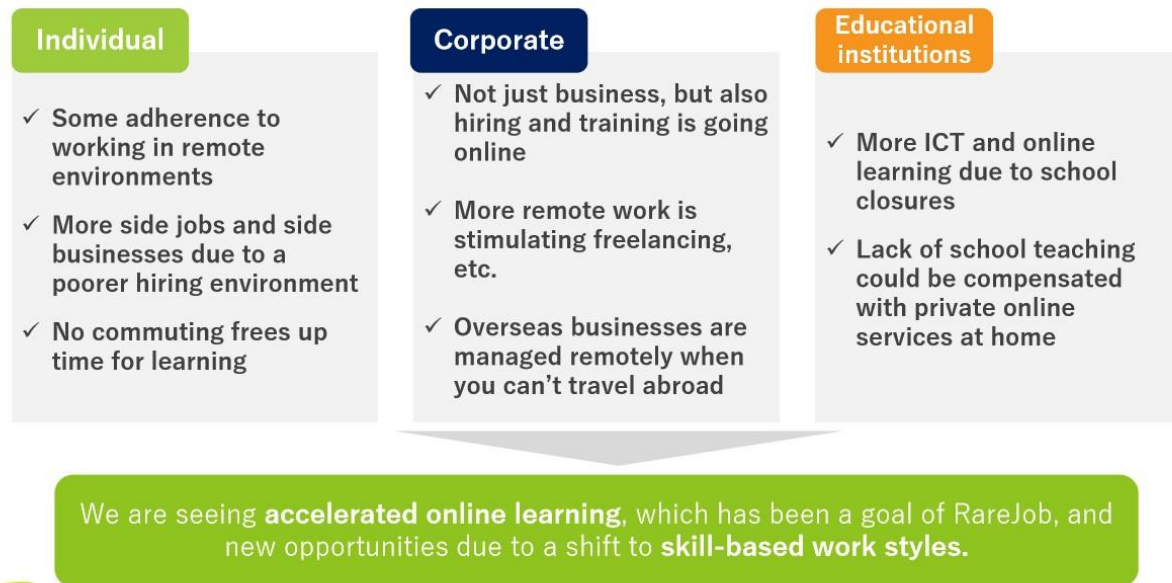 Individual
✓ Some adherence to
working in remote
environments
✓ More side jobs and side
businesses due to a
poorer hiring environment
✓ No commuting frees up
time for learning
Corporate
✓ Not just business, but also
hiring and training is going
online
✓ More remote work is
stimulating freelancing,
etc.
✓ Overseas businesses are
managed remotely when
you can't travel abroad
Educational
institutions
✓ More ICT and online
learning due to school
closures
✓ Lack of school teaching
could be compensated
with private online
services at home
We are seeing accelerated online learning, which has been a goal of RareJob, and
new opportunities due to a shift to skill-based work styles.